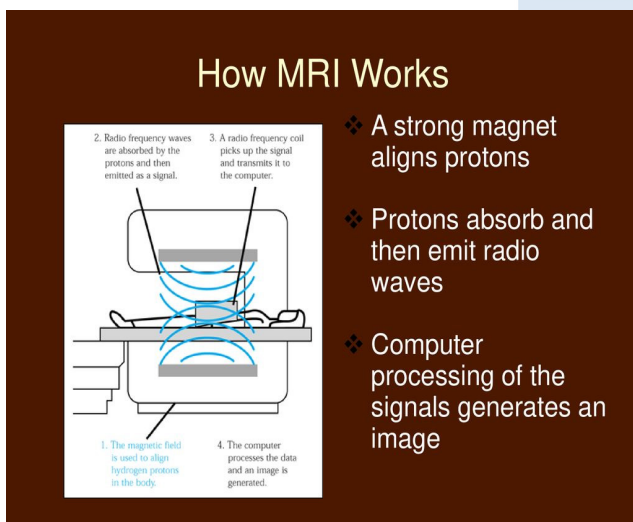 How MRI Works
2. Radio frequency waves
are absorbed by the
protons and then
emitted as a signal.
3. A radio frequency coil
picks up the signal
and transmits it to
the computer.
1. The magnetic field
is used to align
hydrogen protons
in the body.
4. The computer
processes the data
and an image is
generated.
A strong magnet
aligns protons
Protons absorb and
then emit radio
waves
Computer
processing of the
signals generates an
image